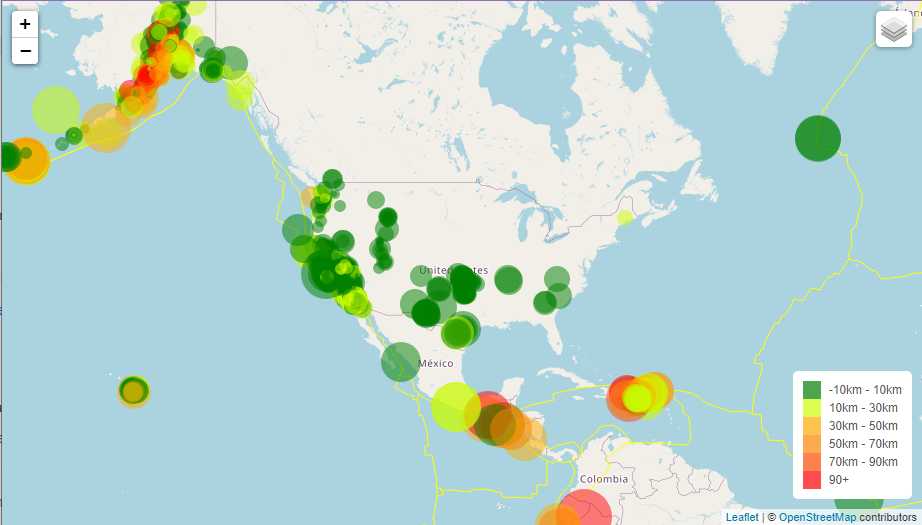 +
−
United States
México
Colombia
-10km - 10km
10km - 30km
30km - 50km
50km - 70km
70km - 90km
90+
Leaflet | © OpenStreetMap contributors